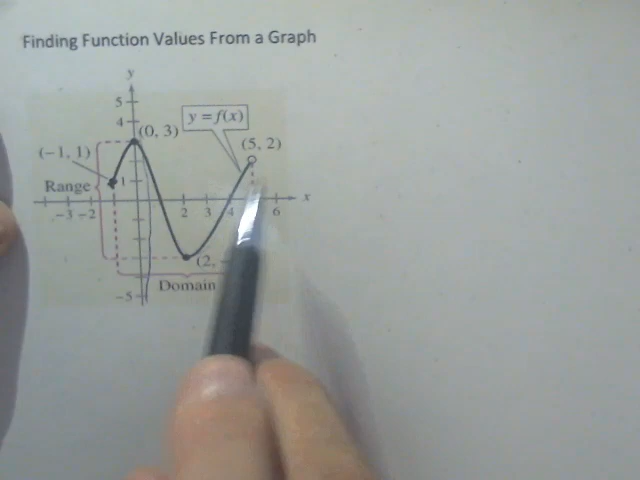 Finding Function Values From a Graph
y
5
4
(0, 3)
y = f(x)
(5, 2)
(-1, 1)
Range
1
x
-3 -2
2 3 4 6
(2,
Domain
-5